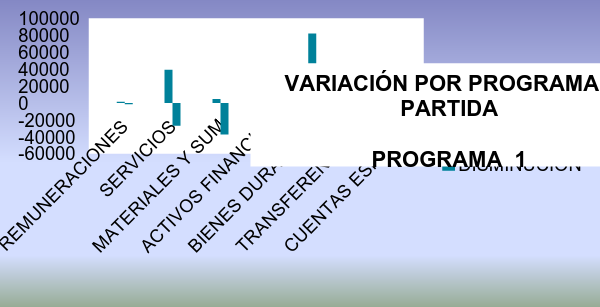 100000
80000
60000
40000
20000
0
-20000
-40000
-60000
VARIACIÓN POR PROGRAMA
PARTIDA
PROGRAMA 1
DISMINUCION
REMUNERACIONES
SERVICIOS
MATERIALES Y SUM
ACTIVOS FINANC
BIENES DURA
TRANSFEREN
CUENTAS ES